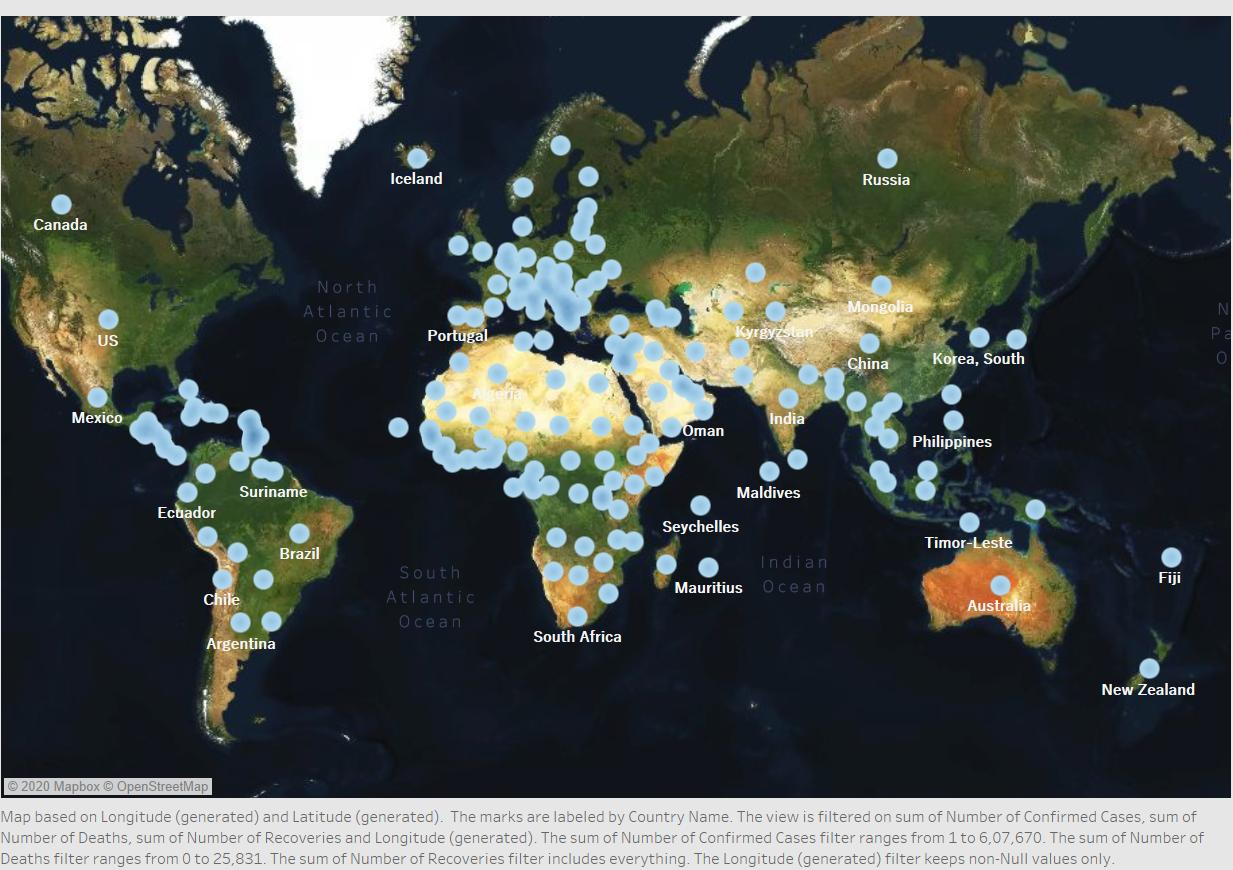 Iceland
Russia
Canada
North
Atlantic
Ocean
Mongolia
N
Pa
O
Portugal
Kyrgyzstan
US
China
Korea, South
Algeria
Mexico
India
Oman
Philippines
Suriname
Maldives
Ecuador
Seychelles
Timor-Leste
Brazil
Indian
Ocean
South
Atlantic
Ocean
Fiji
Mauritius
Chile
Australia
South Africa
Argentina
New Zealand
© 2020 Mapbox © OpenStreetMap
Map based on Longitude (generated) and Latitude (generated). The marks are labeled by Country Name. The view is filtered on sum of Number of Confirmed Cases, sum of
Number of Deaths, sum of Number of Recoveries and Longitude (generated). The sum of Number of Confirmed Cases filter ranges from 1 to 6,07,670. The sum of Number of
Deaths filter ranges from 0 to 25,831. The sum of Number of Recoveries filter includes everything. The Longitude (generated) filter keeps non-Null values only.